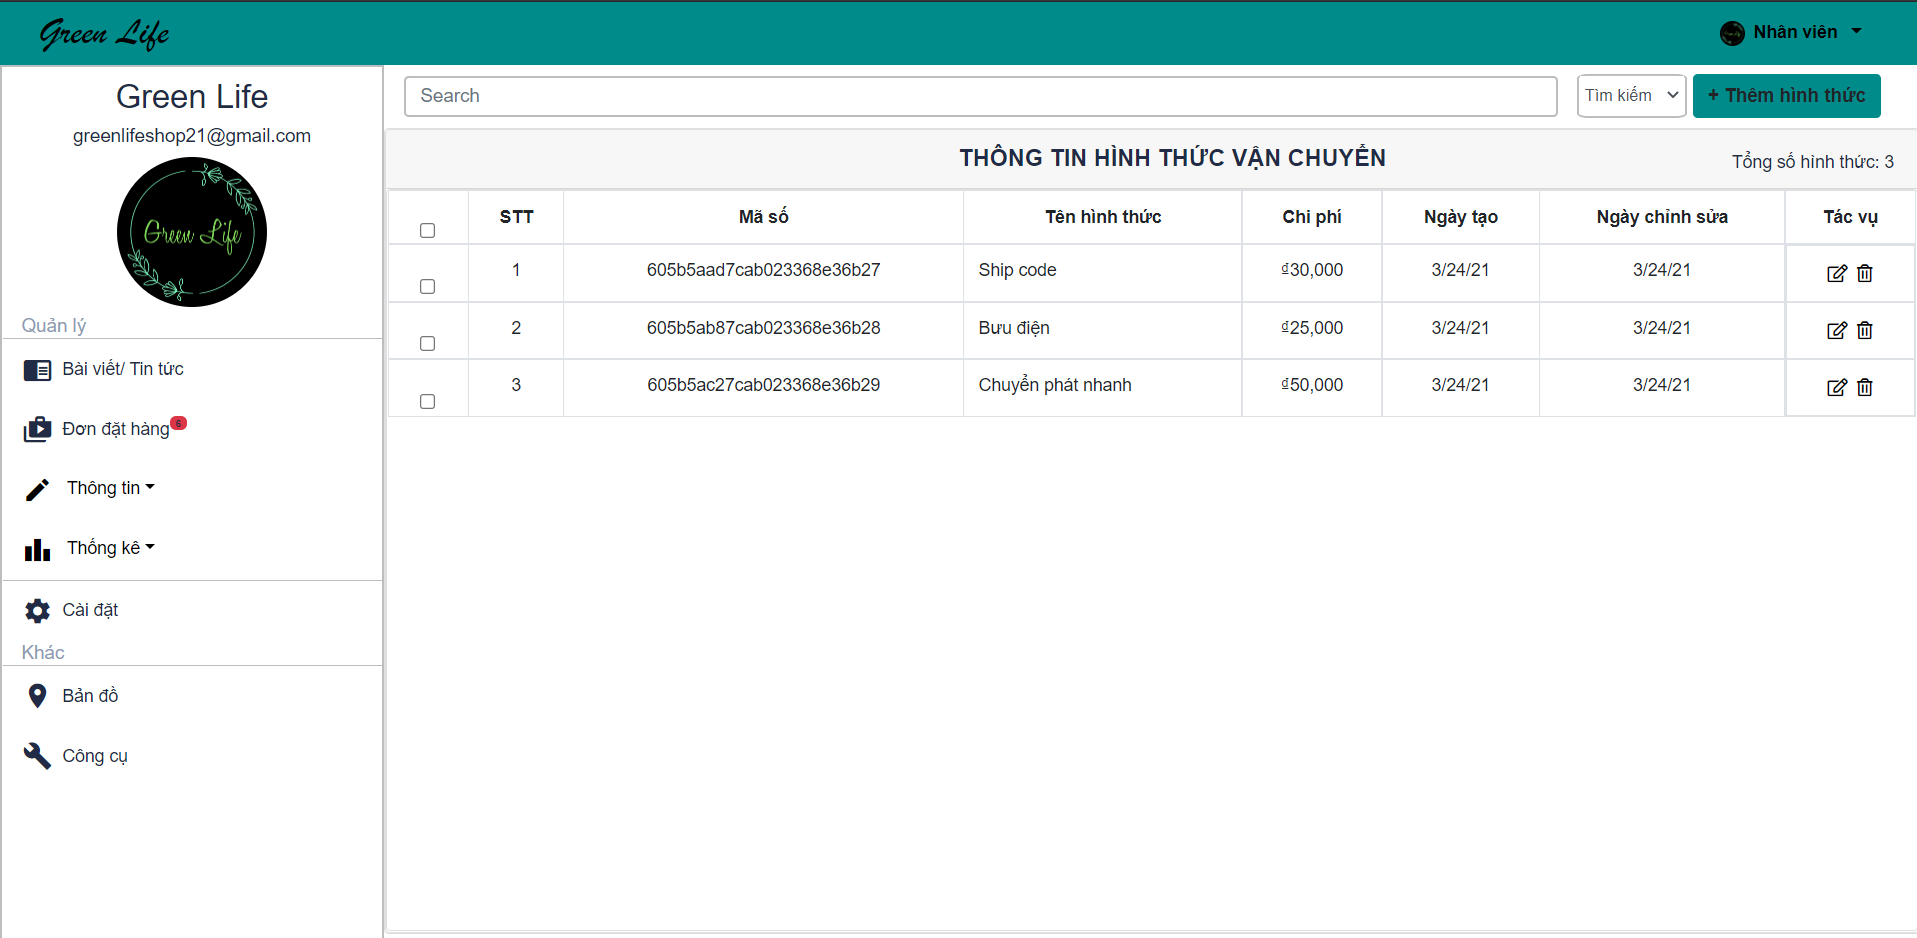 Green Life
Nhân viên
Green Life
greenlifeshop21@gmail.com
Green Life
Quản lý
Bài viết/ Tin tức
Đơn đặt hàng 6
Thông tin
Thống kê
Cài đặt
Khác
Bản đồ
Công cụ
Search
Tìm kiếm
+ Thêm hình thức
THÔNG TIN HÌNH THỨC VẬN CHUYỂN
Tổng số hình thức: 3
STT Mã số Tên hình thức Chi phí Ngày tạo Ngày chỉnh sửa Tác vụ
1 605b5aad7cab023368e36b27 Ship code ₫30,000 3/24/21 3/24/21
2 605b5ab87cab023368e36b28 Bưu điện ₫25,000 3/24/21 3/24/21
3 605b5ac27cab023368e36b29 Chuyển phát nhanh ₫50,000 3/24/21 3/24/21